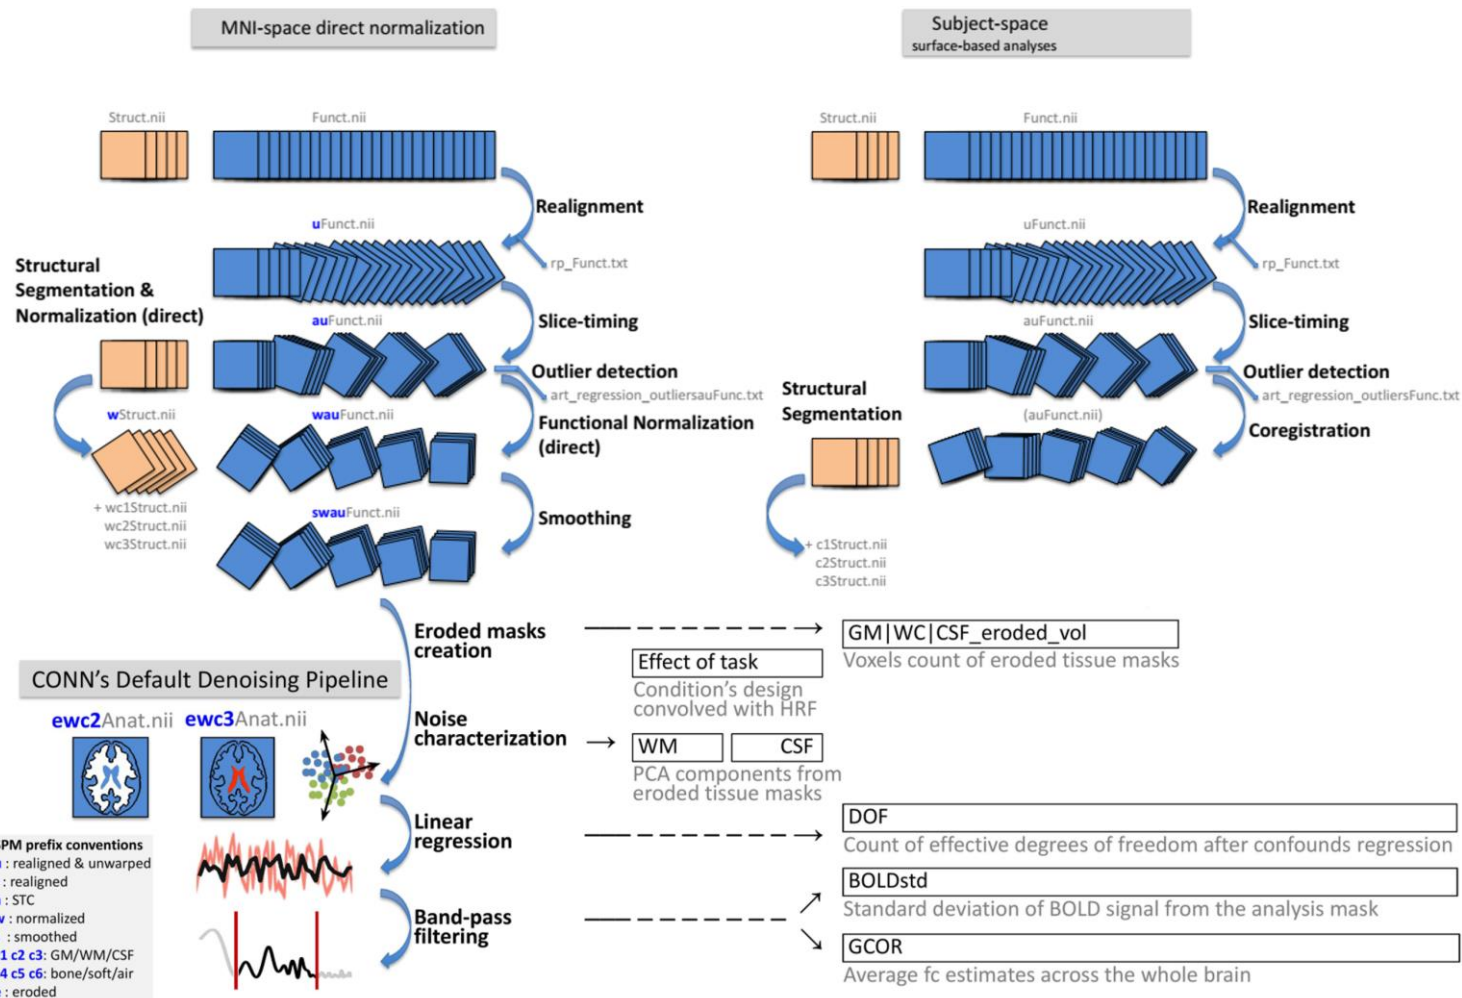 MNI-space direct normalization
Subject-space
surface-based analyses
Struct.nii
Funct.nii
Realignment
uFunct.nii
rp_Funct.txt
Structural
Segmentation &
Normalization (direct)
Slice-timing
auFunct.nii
Outlier detection
art_regression_outliersauFunc.txt
wStruct.nii
wauFunct.nii
Functional Normalization
(direct)
+ wc1Struct.nii
wc2Struct.nii
wc3Struct.nii
swauFunct.nii
Smoothing
Struct.nii
Funct.nii
Realignment
uFunct.nii
rp_Funct.txt
Slice-timing
auFunct.nii
Outlier detection
art_regression_outliersFunc.txt
Structural
Segmentation
(auFunct.nii)
Coregistration
+ c1Struct.nii
c2Struct.nii
c3Struct.nii
Eroded masks
creation
GM|WC|CSF_eroded_vol
Voxels count of eroded tissue masks
Effect of task
Condition's design
convolved with HRF
CONN's Default Denoising Pipeline
ewc2Anat.nii ewc3Anat.nii
Noise
characterization
WM
CSF
PCA components from
eroded tissue masks
Linear
regression
DOF
Count of effective degrees of freedom after confounds regression
BOLDstd
Standard deviation of BOLD signal from the analysis mask
Band-pass
filtering
GCOR
Average fc estimates across the whole brain
PM prefix conventions
: realigned & unwarped
: realigned
: STC
: normalized
: smoothed
1 c2 c3: GM/WM/CSF
4 c5 c6: bone/soft/air
: eroded